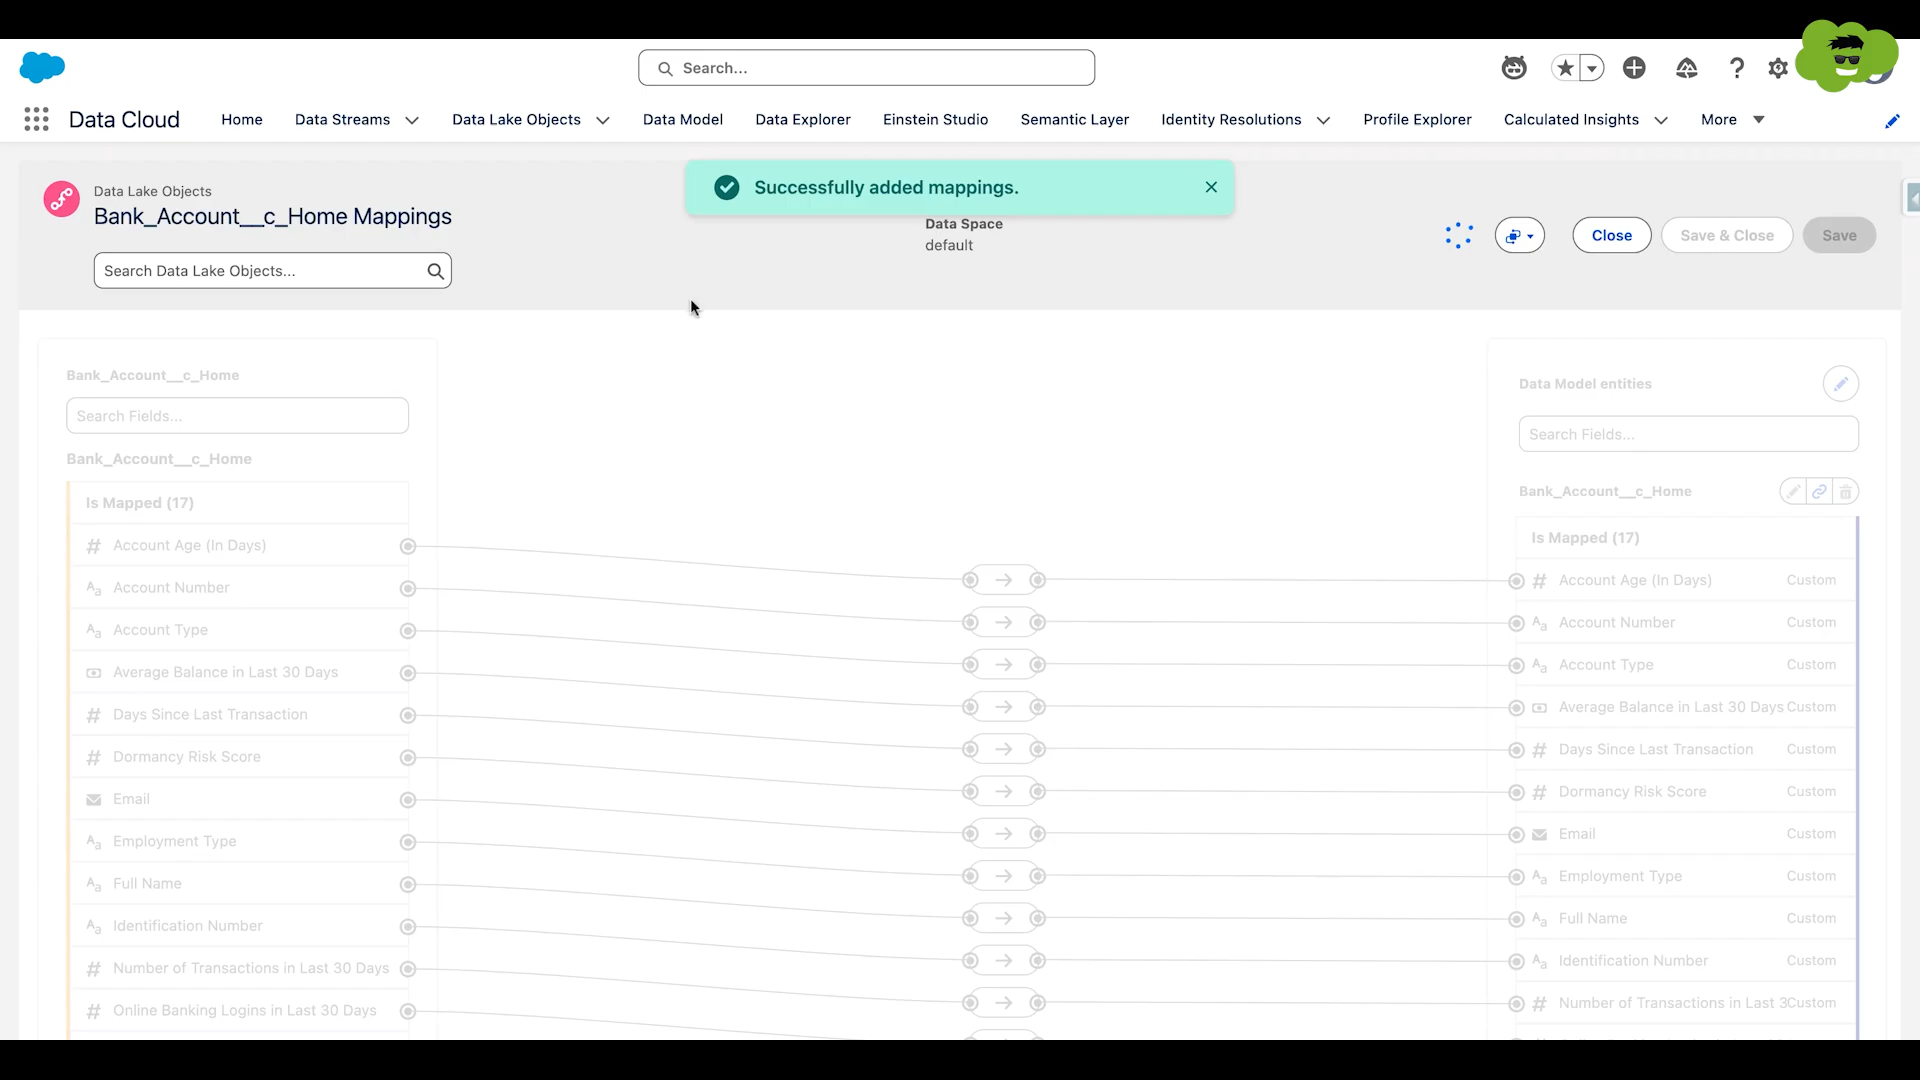 Search...
Data Cloud
Home
Data Streams
Data Lake Objects
Data Model
Data Explorer
Einstein Studio
Semantic Layer
Identity Resolutions
Profile Explorer
Calculated Insights
More
Data Lake Objects
Bank_Account__c_Home Mappings
Search Data Lake Objects...
Successfully added mappings.
Data Space
default
Close
Save & Close
Save
Bank_Account__c_Home
Search Fields...
Bank_Account__c_Home
Is Mapped (17)
Account Age (In Days)
Account Number
Account Type
Average Balance in Last 30 Days
Days Since Last Transaction
Dormancy Risk Score
Email
Employment Type
Full Name
Identification Number
Number of Transactions in Last 30 Days
Online Banking Logins in Last 30 Days
Data Model entities
Search Fields...
Bank_Account__c_Home
Is Mapped (17)
Account Age (In Days) Custom
Account Number Custom
Account Type Custom
Average Balance in Last 30 Days Custom
Days Since Last Transaction Custom
Dormancy Risk Score Custom
Email Custom
Employment Type Custom
Full Name Custom
Identification Number Custom
Number of Transactions in Last 3 Custom